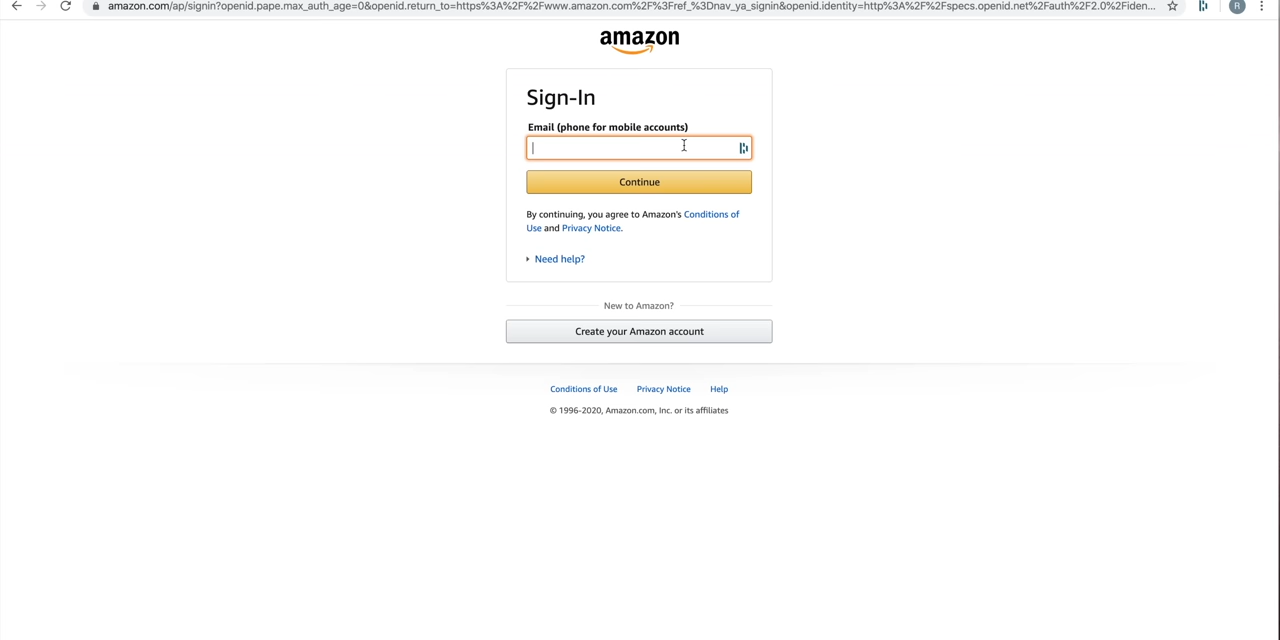 amazon.com/ap/signin?openid.pape.max_auth_age=0&openid.return_to=https%3A%2F%2Fwww.amazon.com%2F%3Fref_%3Dnav_ya_signin&openid.identity=http%3A%2F%2Fspecs.openid.net%2Fauth%2F2.0%2Fiden...
R
amazon
Sign-In
Email (phone for mobile accounts)
Continue
By continuing, you agree to Amazon's Conditions of
Use and Privacy Notice.
Need help?
New to Amazon?
Create your Amazon account
Conditions of Use Privacy Notice Help
© 1996-2020, Amazon.com, Inc. or its affiliates